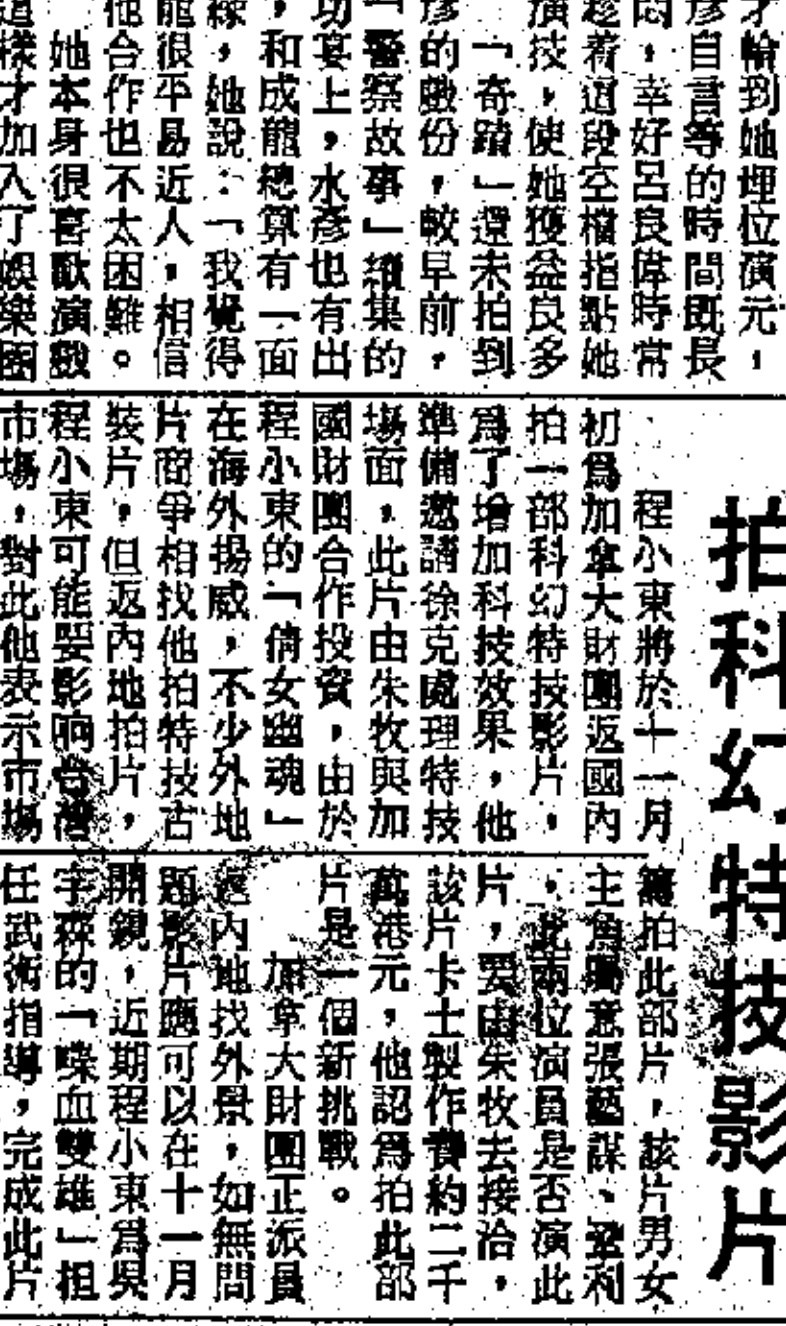 才輪到她埋位演元，
彥自言等的時間既長
悶，幸好呂良偉時常
趁着這段空檔指點她
演技，使她獲益良多
「奇蹟」還未拍到
彥的戲份，較早前，
「警察故事」續集的
功宴上，水彥也有出
，和成龍總算有一面
緣，她說：「我覺得
龍很平易近人，相信
他合作也不太困難。
她本身很喜歡演戲
這樣才加入了娛樂圈
拍科幻特技影片
程小東將於十一月
初爲加拿大財團返國內
拍一部科幻特技影片，
爲了增加科技效果，他
準備邀請徐克處理特技
場面，此片由朱牧與加
國財團合作投資，由於
程小東的「倩女幽魂」
在海外揚威，不少外地
片商爭相找他拍特技古
裝片，但返內地拍片，
程小東可能要影响台灣
市場，對此他表示市場
籌拍此部片，該片男女
主角屬意張藝謀、鞏利
，此兩位演員是否演此
片，要由朱牧去接洽，
該片卡士製作費約二千
萬港元，他認爲拍此部
片是一個新挑戰。
加拿大財團正派員
返內地找外景，如無問
題影片應可以在十一月
開鏡，近期程小東爲吳
宇森的「喋血雙雄」担
任武術指導，完成此片